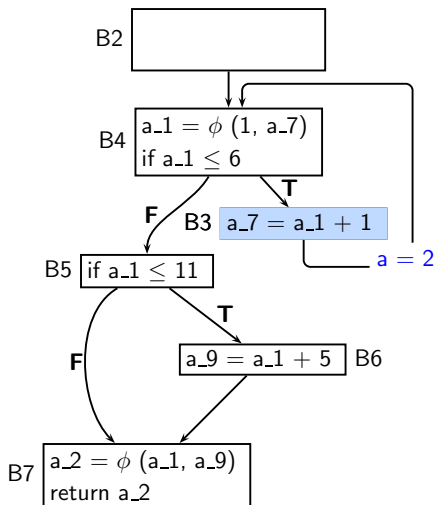 B2
B4
a_1 = ϕ (1, a_7)
if a_1 ≤ 6
F
T
B3
a_7 = a_1 + 1
a = 2
B5
if a_1 ≤ 11
T
F
a_9 = a_1 + 5
B6
B7
a_2 = ϕ (a_1, a_9)
return a_2